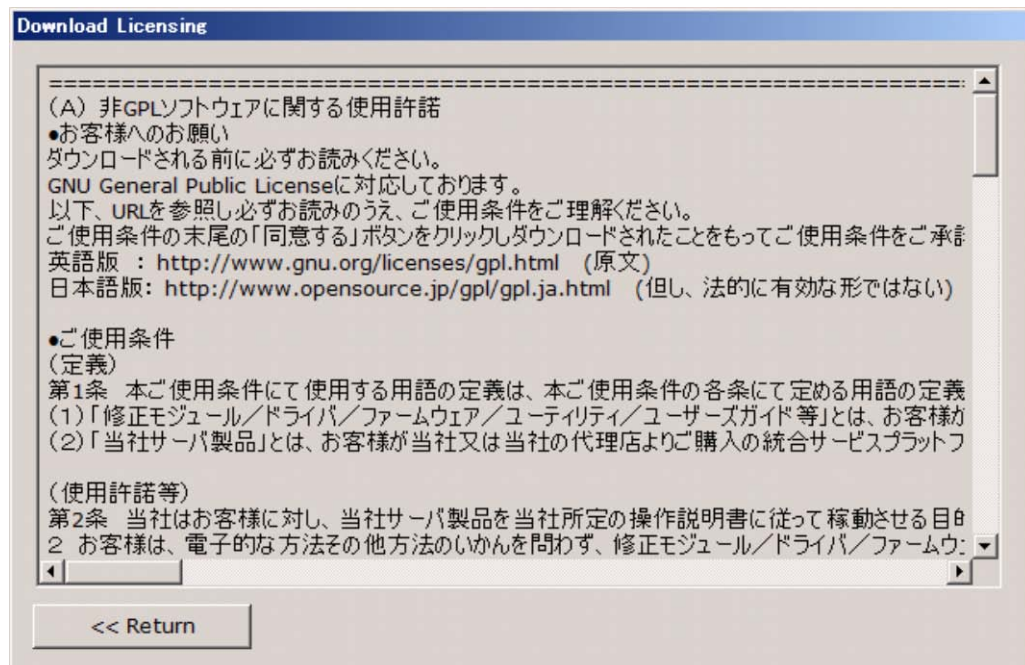 Download Licensing
==================================================================
(A) 非GPLソフトウェアに関する使用許諾
●お客様へのお願い
ダウンロードされる前に必ずお読みください。
GNU General Public Licenseに対応しております。
以下、URLを参照し必ずお読みのうえ、ご使用条件をご理解ください。
ご使用条件の末尾の「同意する」ボタンをクリックしダウンロードされたことをもってご使用条件をご承
英語版 : http://www.gnu.org/licenses/gpl.html (原文)
日本語版: http://www.opensource.jp/gpl/gpl.ja.html (但し、法的に有効な形ではない)
●ご使用条件
(定義)
第1条 本ご使用条件にて使用する用語の定義は、本ご使用条件の各条にて定める用語の定義
(1)「修正モジュール/ドライバ/ファームウェア/ユーティリティ/ユーザーズガイド等」とは、お客様が
(2)「当社サーバ製品」とは、お客様が当社又は当社の代理店よりご購入の統合サービスプラットフ
(使用許諾等)
第2条 当社はお客様に対し、当社サーバ製品を当社所定の操作説明書に従って稼動させる目的
2 お客様は、電子的な方法その他方法のいかんを問わず、修正モジュール/ドライバ/ファームウ
<< Return